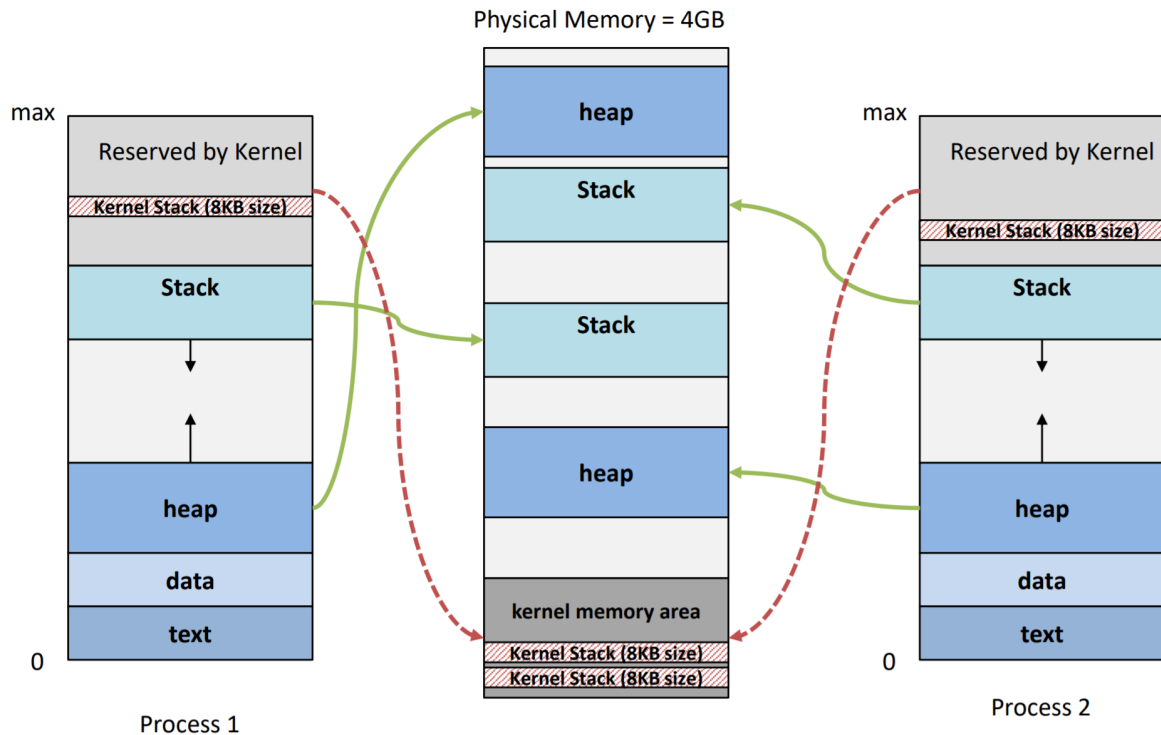 Physical Memory = 4GB
max
Reserved by Kernel
Kernel Stack (8KB size)
Stack
heap
data
text
0
Process 1
heap
Stack
Stack
heap
kernel memory area
Kernel Stack (8KB size)
Kernel Stack (8KB size)
max
Reserved by Kernel
Kernel Stack (8KB size)
Stack
heap
data
text
0
Process 2